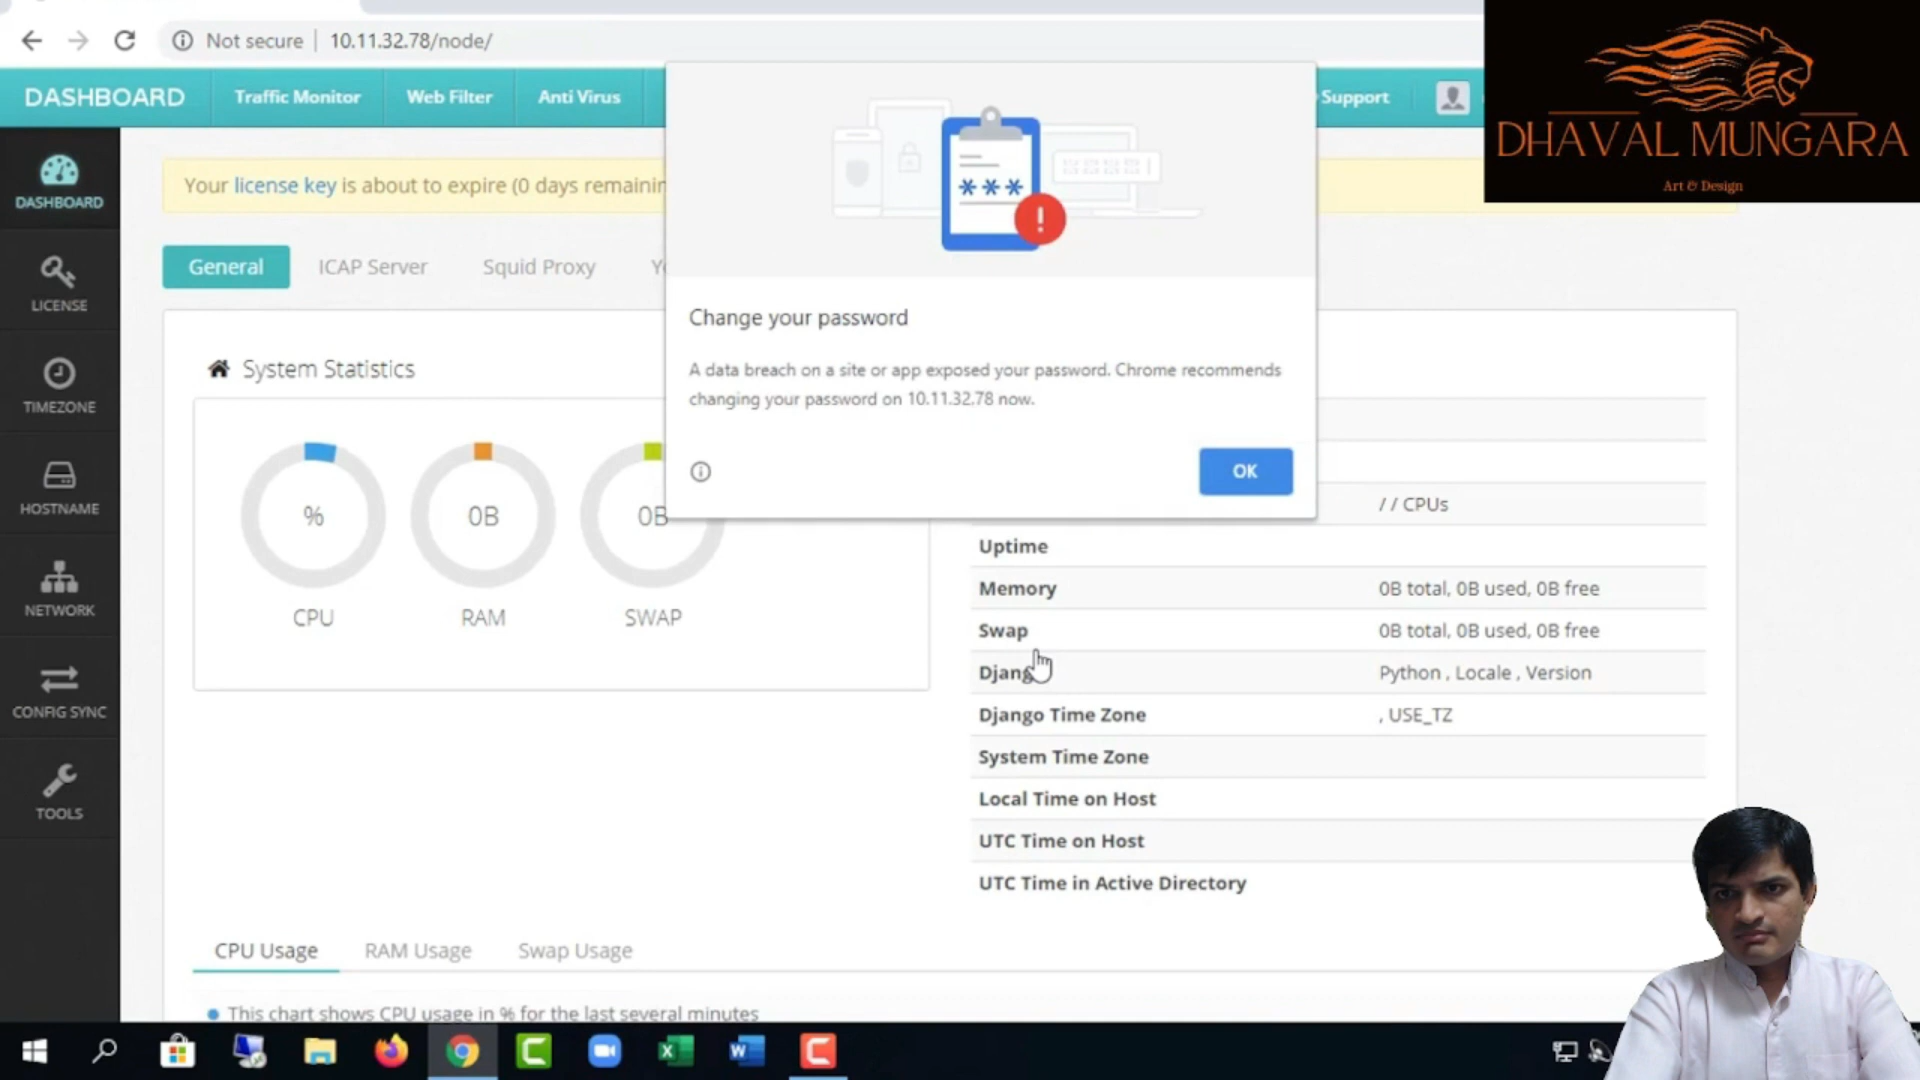 Not secure | 10.11.32.78/node/
DASHBOARD
Traffic Monitor
Web Filter
Anti Virus
Support
DHAVAL MUNGARA
Art & Design
Your license key is about to expire (0 days
DASHBOARD
LICENSE
TIMEZONE
HOSTNAME
NETWORK
CONFIG SYNC
TOOLS
General
ICAP Server
Squid Proxy
System Statistics
%
0B
0B
CPU
RAM
SWAP
***
!
Change your password
A data breach on a site or app exposed your password. Chrome recommends
changing your password on 10.11.32.78 now.
OK
/ / CPUs
Uptime
Memory
0B total, 0B used, 0B free
Swap
0B total, 0B used, 0B free
Python , Locale , Version
Django Time Zone
, USE_TZ
System Time Zone
Local Time on Host
UTC Time on Host
UTC Time in Active Directory
CPU Usage
RAM Usage
Swap Usage
This chart shows CPU usage in % for the last several minutes